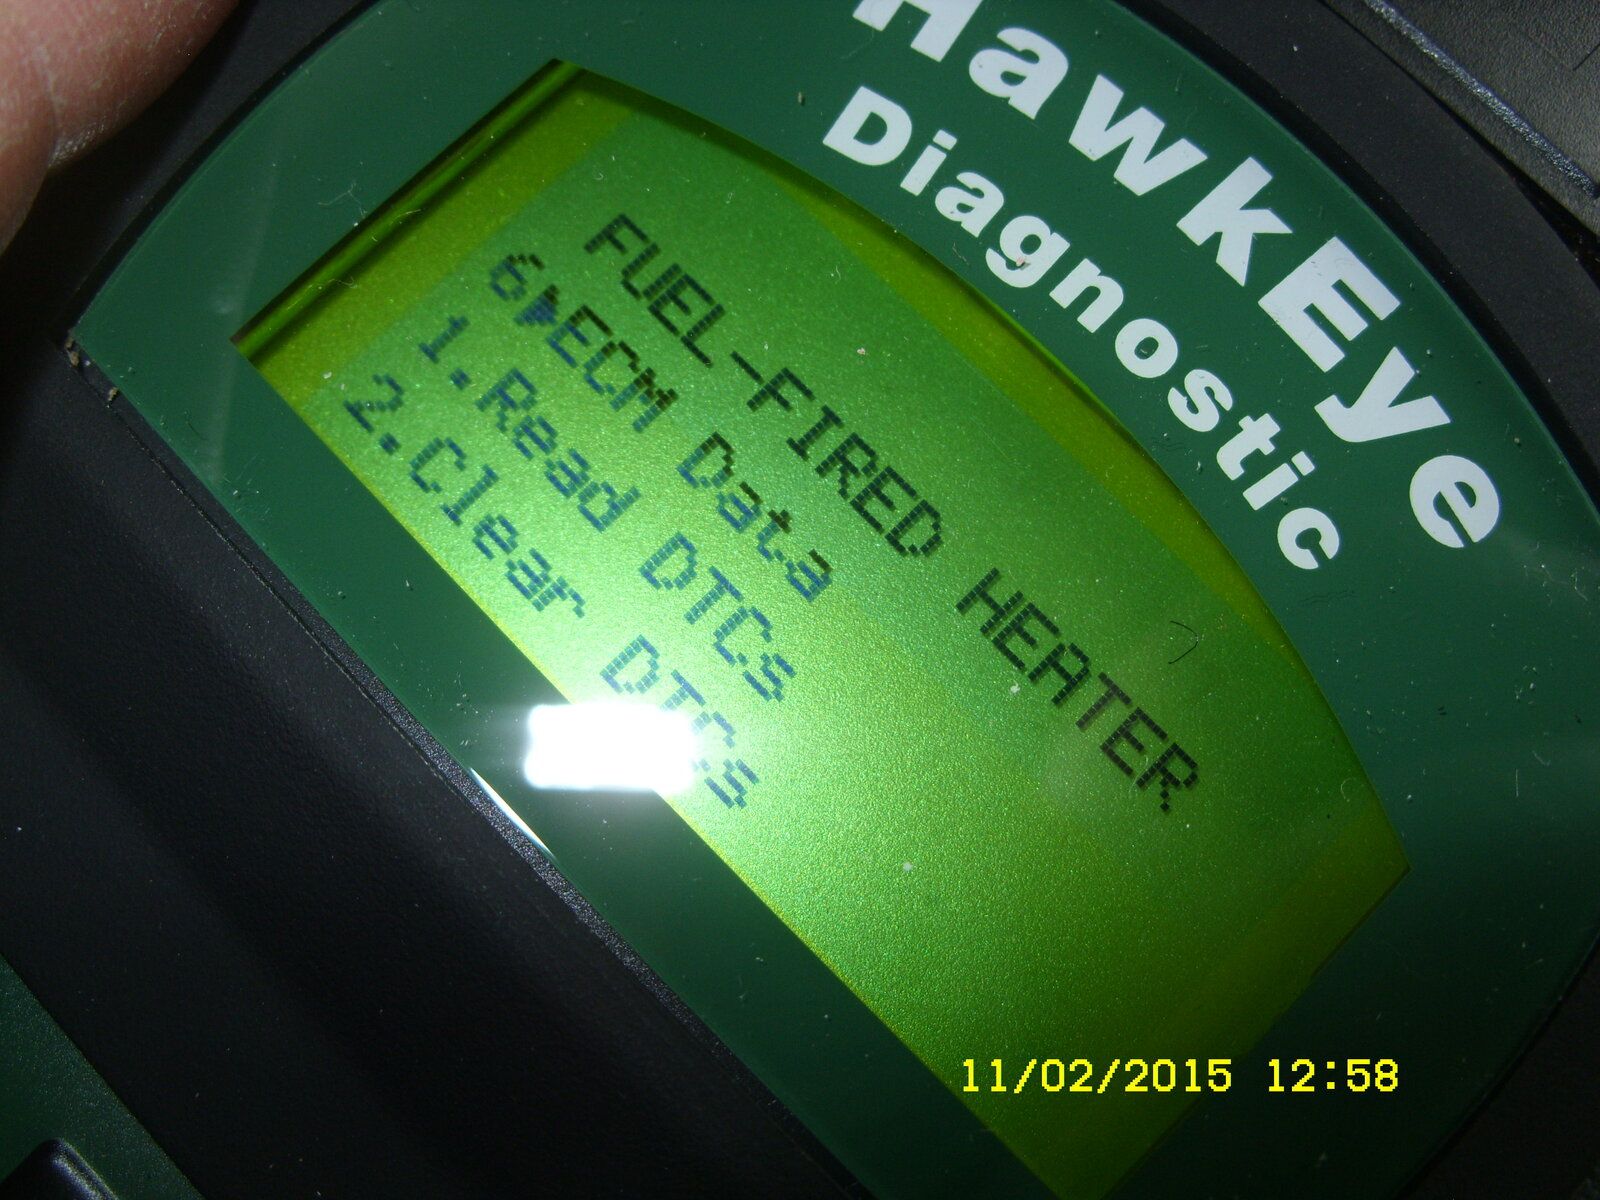 HawkEye
Diagnostic
FUEL-FIRED HEATER
6▶ECM Data
1.Read DTCs
2.Clear DTCs
11/02/2015 12:58